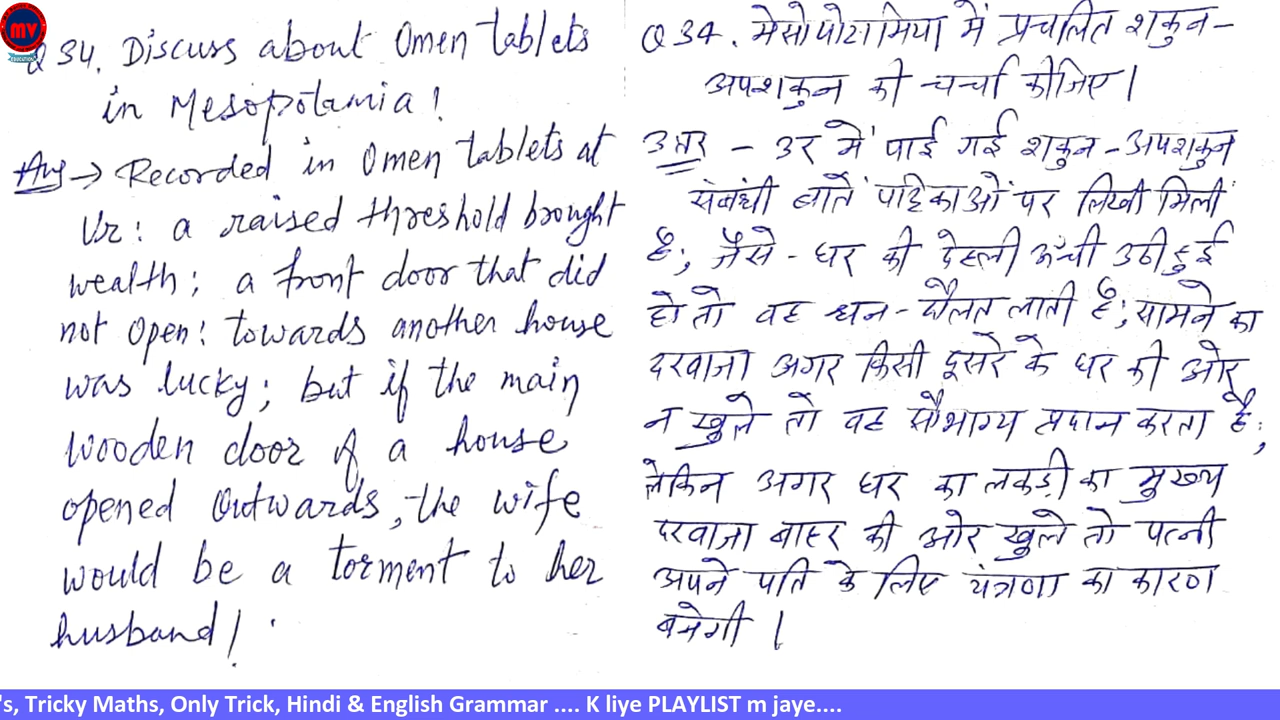 mv
EDUCATION
Q 34. Discuss about Omen tablets
in Mesopotamia!
Ans → Recorded in Omen tablets at
Ur: a raised threshold brought
wealth; a front door that did
not open: towards another house
was lucky; but if the main
wooden door of a house
opened outwards, the wife
would be a torment to her
husband!
Q 34. मेसोपोटामिया में प्रचलित शकुन-
अपशकुन की चर्चा कीजिए।
उत्तर - उर में पाई गई शकुन-अपशकुन
संबंधी बातें पट्टिकाओं पर लिखी मिलीं
हैं; जैसे - घर की देहली ऊँची उठी हुई
हो तो वह धन-दौलत लाती है; सामने का
दरवाजा अगर किसी दूसरे के घर की ओर
न खुले तो वह सौभाग्य प्रदान करता है;
लेकिन अगर घर का लकड़ी का मुख्य
दरवाजा बाहर की ओर खुले तो पत्नी
अपने पति के लिए यंत्रणा का कारण
बनेगी।
's, Tricky Maths, Only Trick, Hindi & English Grammar .... K liye PLAYLIST m jaye....